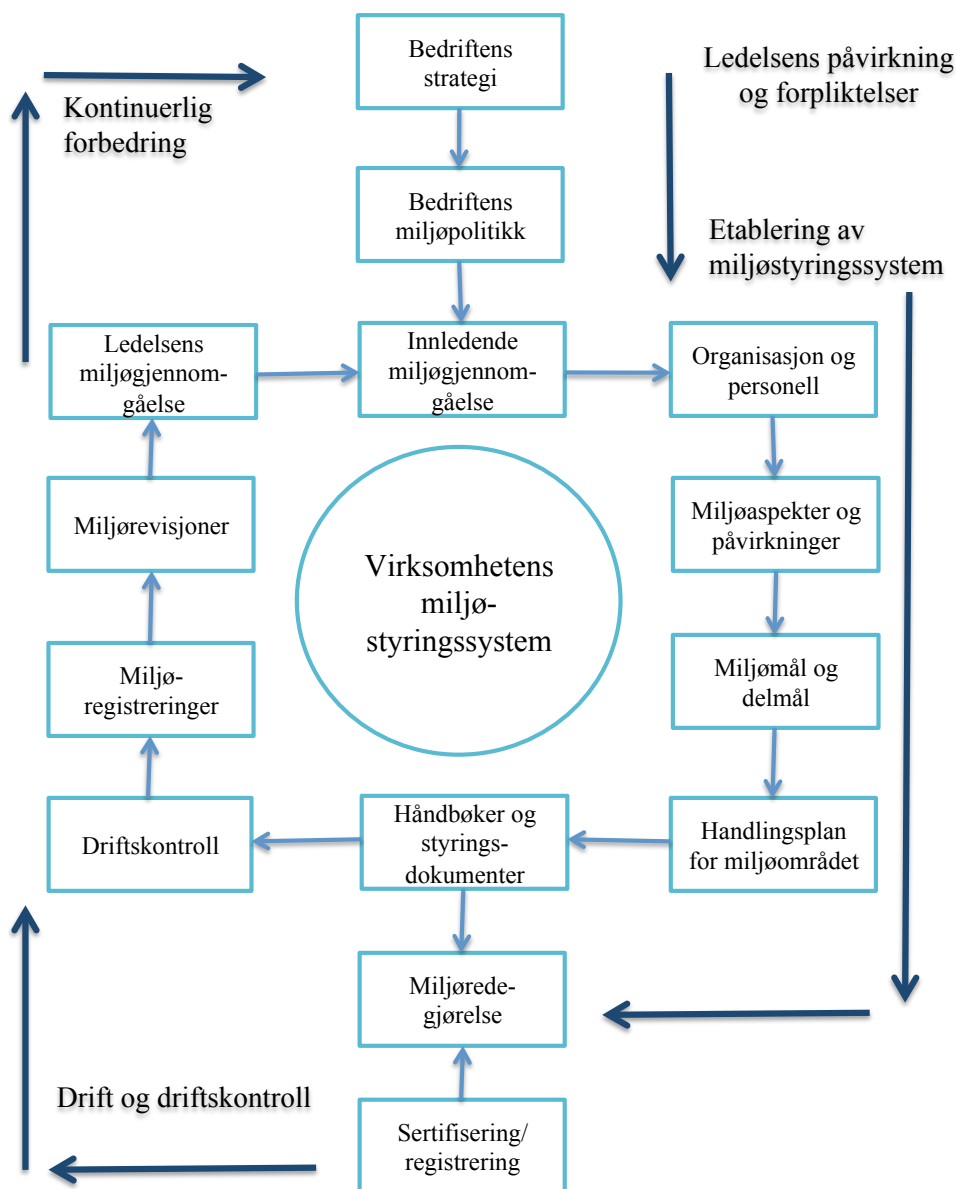 Bedriftens
strategi
Ledelsens påvirkning
og forpliktelser
Kontinuerlig
forbedring
Bedriftens
miljøpolitikk
Etablering av
miljøstyringssystem
Ledelsens
miljøgjennom-
gåelse
Innledende
miljøgjennom-
gåelse
Organisasjon og
personell
Miljørevisjoner
Miljøaspekter og
påvirkninger
Virksomhetens
miljø-
styringssystem
Miljø-
registreringer
Miljømål og
delmål
Driftskontroll
Håndbøker og
styrings-
dokumenter
Handlingsplan
for miljøområdet
Miljørede-
gjørelse
Drift og driftskontroll
Sertifisering/
registrering